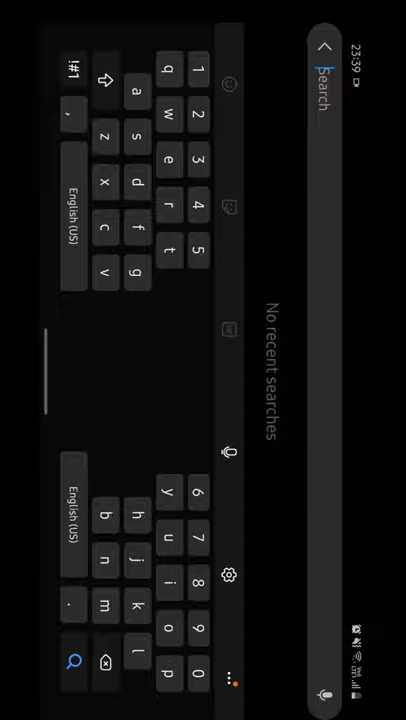 23:39
Search
No recent searches
1 2 3 4 5 6 7 8 9 0
q w e r t y u i o p
a s d f g h j k l
z x c v b n m
!#1 , English (US) English (US) .